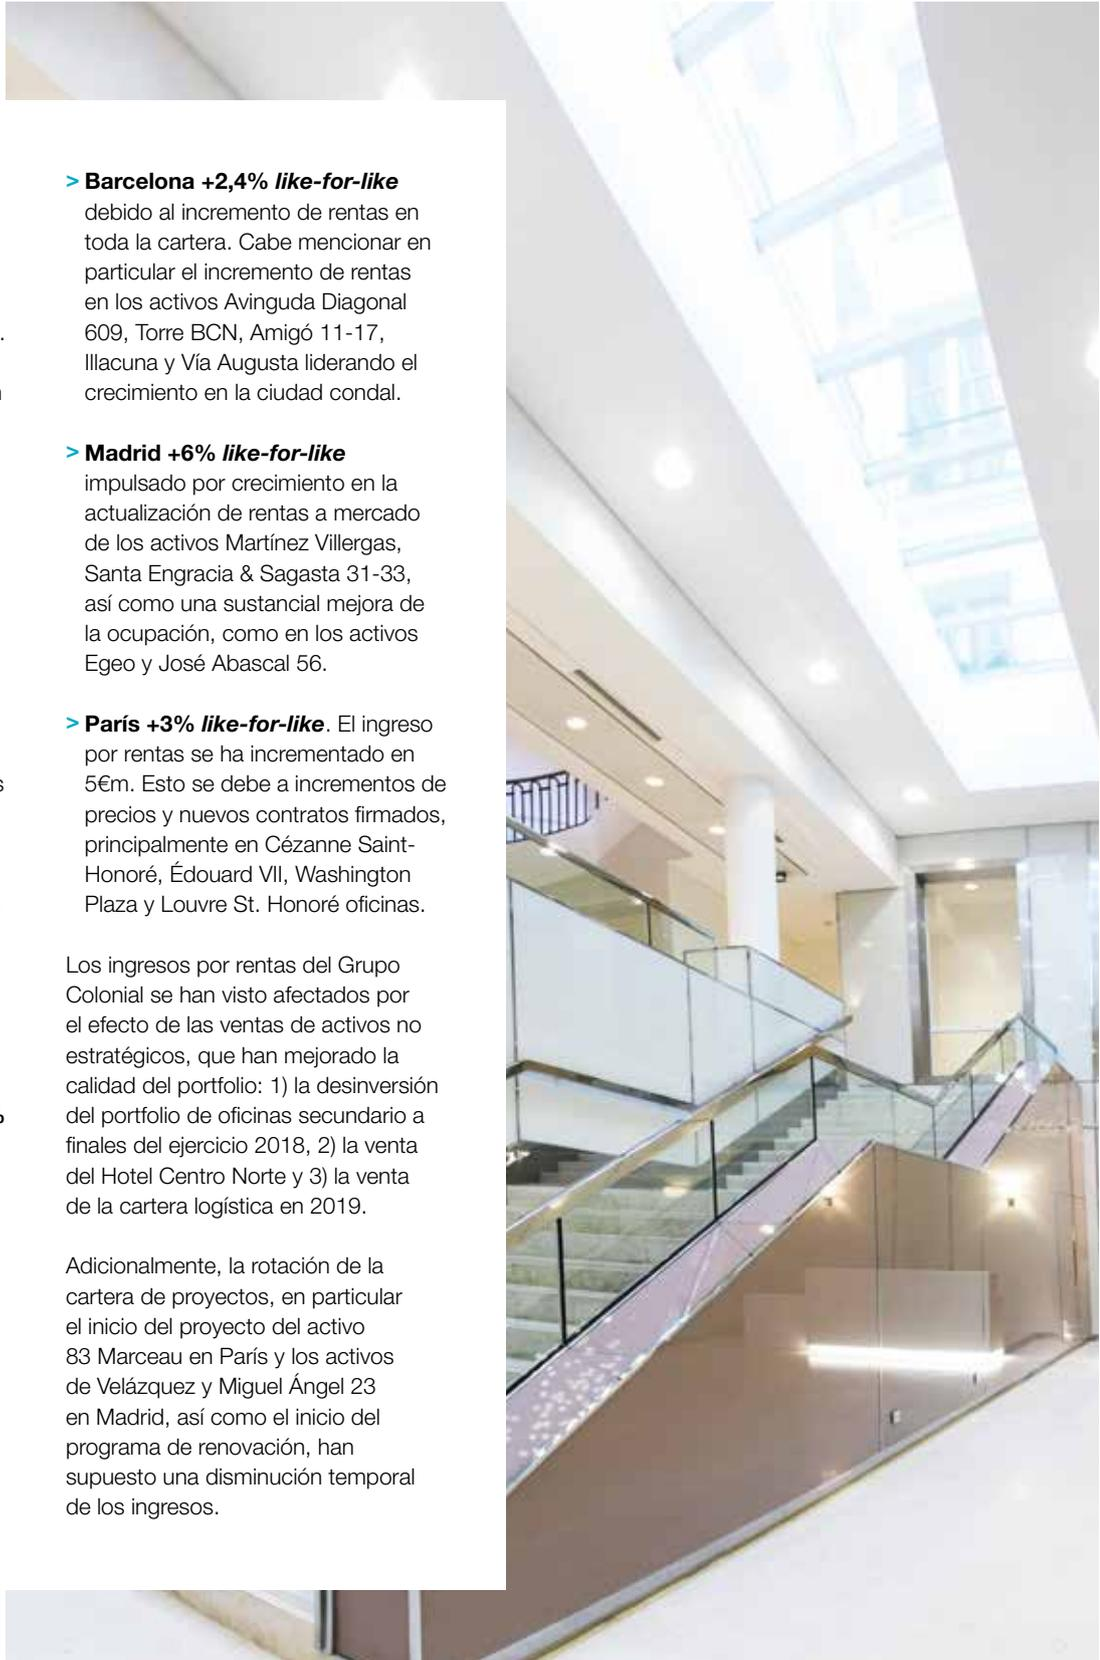 > Barcelona +2,4% like-for-like
debido al incremento de rentas en
toda la cartera. Cabe mencionar en
particular el incremento de rentas
en los activos Avinguda Diagonal
609, Torre BCN, Amigó 11-17,
Illacuna y Vía Augusta liderando el
crecimiento en la ciudad condal.
> Madrid +6% like-for-like
impulsado por crecimiento en la
actualización de rentas a mercado
de los activos Martínez Villergas,
Santa Engracia & Sagasta 31-33,
así como una sustancial mejora de
la ocupación, como en los activos
Egeo y José Abascal 56.
> París +3% like-for-like. El ingreso
por rentas se ha incrementado en
5€m. Esto se debe a incrementos de
precios y nuevos contratos firmados,
principalmente en Cézanne Saint-
Honoré, Édouard VII, Washington
Plaza y Louvre St. Honoré oficinas.
Los ingresos por rentas del Grupo
Colonial se han visto afectados por
el efecto de las ventas de activos no
estratégicos, que han mejorado la
calidad del portfolio: 1) la desinversión
del portfolio de oficinas secundario a
finales del ejercicio 2018, 2) la venta
del Hotel Centro Norte y 3) la venta
de la cartera logística en 2019.
Adicionalmente, la rotación de la
cartera de proyectos, en particular
el inicio del proyecto del activo
83 Marceau en París y los activos
de Velázquez y Miguel Ángel 23
en Madrid, así como el inicio del
programa de renovación, han
supuesto una disminución temporal
de los ingresos.